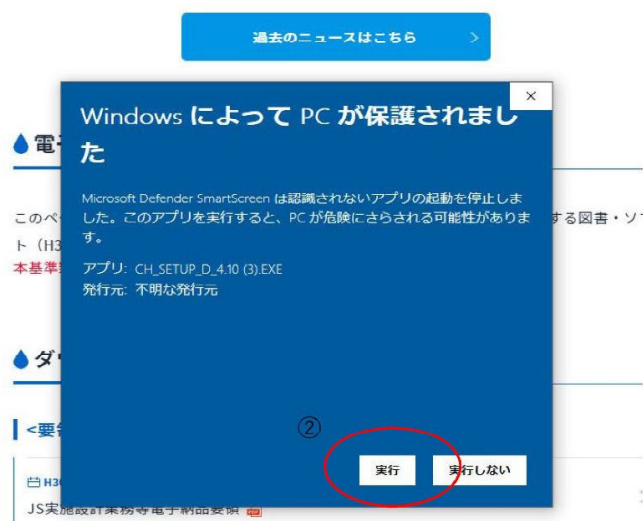 過去のニュースはこちら
Windows によって PC が保護されまし
た
電子
Microsoft Defender SmartScreen は認識されないアプリの起動を停止しま
した。このアプリを実行すると、PC が危険にさらされる可能性がありま
す。
このペ
する図書・ソフ
ト（H3
本基準
アプリ: CH_SETUP_D_4.10 (3).EXE
発行元: 不明な発行元
ダウ
<要領
②
実行
実行しない
H30
JS実施設計業務等電子納品要領